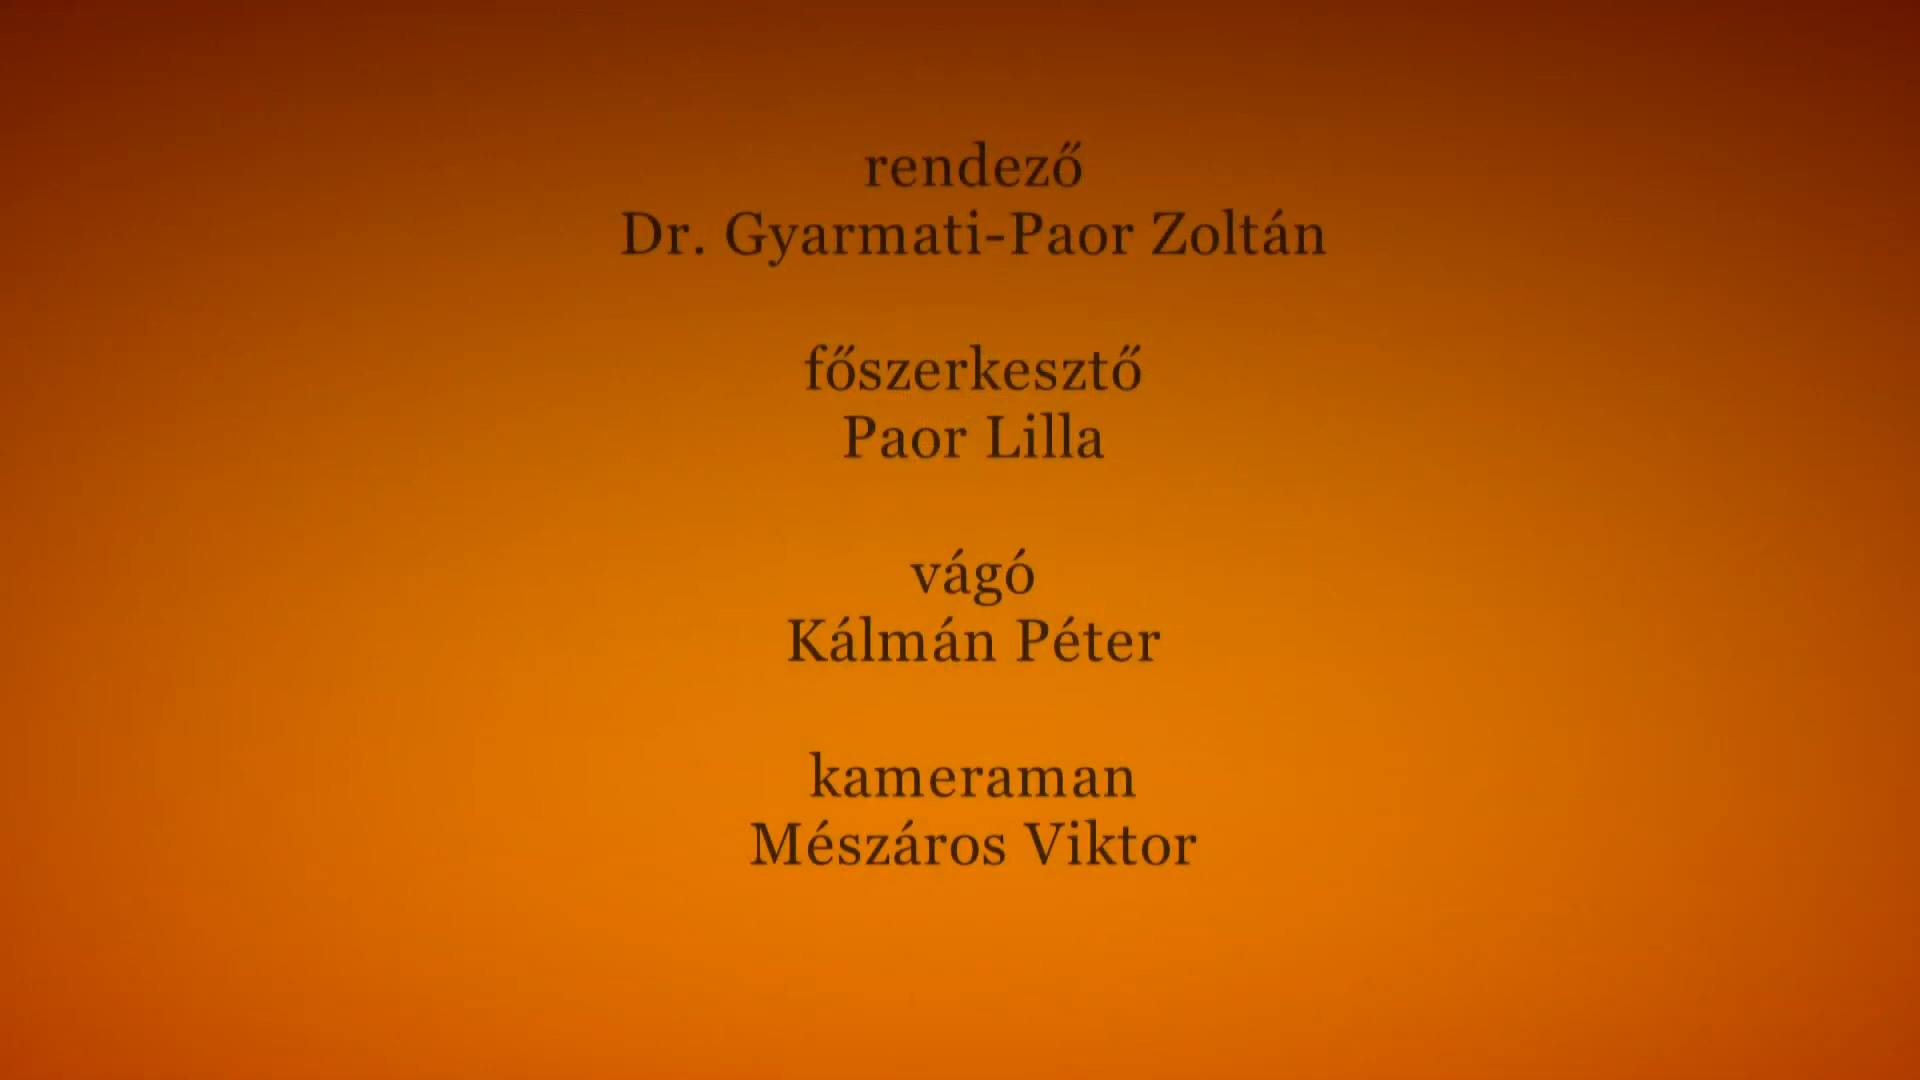 rendező
Dr. Gyarmati-Paor Zoltán
főszerkesztő
Paor Lilla
vágó
Kálmán Péter
kameraman
Mészáros Viktor